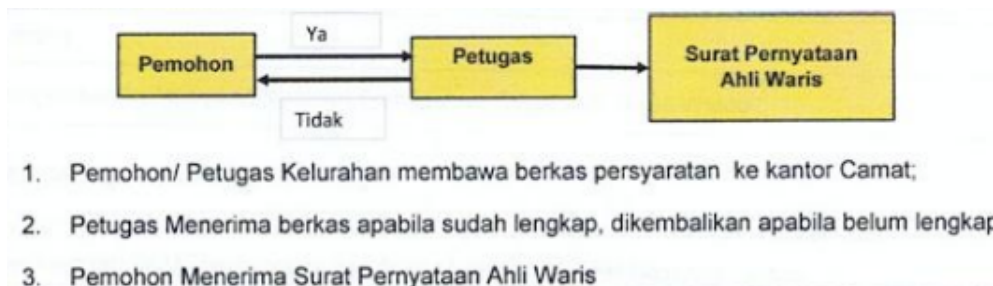 Ya
Pemohon
Petugas
Surat Pernyataan
Ahli Waris
Tidak
1. Pemohon/ Petugas Kelurahan membawa berkas persyaratan ke kantor Camat;
2. Petugas Menerima berkas apabila sudah lengkap, dikembalikan apabila belum lengkap
3. Pemohon Menerima Surat Pernyataan Ahli Waris